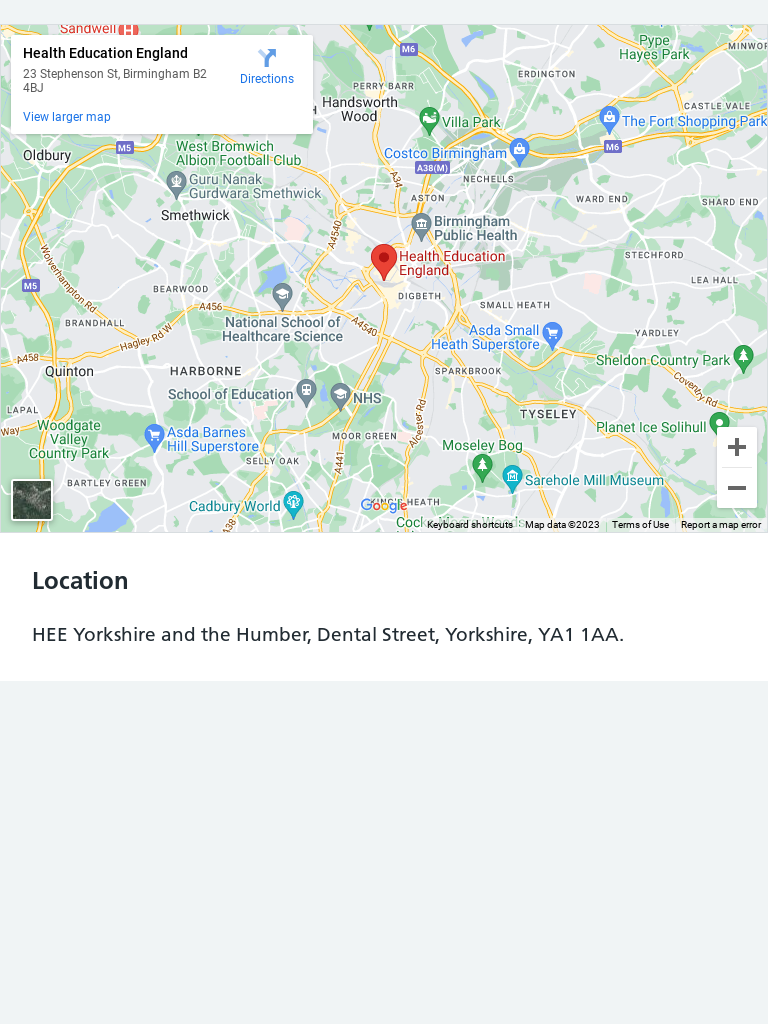 Sandwell
Health Education England
23 Stephenson St, Birmingham B2
4BJ
Directions
View larger map
M6
Pype
Hayes Park
MINWOR
ERDINGTON
PERRY BARR
Handsworth
Wood
H
CASTLE VALE
Villa Park
The Fort Shopping Park
M5
West Bromwich
Albion Football Club
Costco Birmingham
M6
Oldbury
A38(M)
Guru Nanak
Gurdwara Smethwick
A34
NECHELLS
ASTON
WARD END
SHARD END
Smethwick
Birmingham
Public Health
A4540
Health Education
England
STECHFORD
Wolverhampton Rd
M5
BEARWOOD
LEA HALL
DIGBETH
A456
SMALL HEATH
BRANDHALL
National School of
Healthcare Science
A4540
Asda Small
Heath Superstore
YARDLEY
Hagley Rd W
A458
Sheldon Country Park
Quinton
HARBORNE
SPARKBROOK
School of Education
NHS
Coventry Rd
LAPAL
TYSELEY
Woodgate
Valley
Country Park
Way
Asda Barnes
Hill Superstore
MOOR GREEN
Alcester Rd
Planet Ice Solihull
Moseley Bog
SELLY OAK
A441
BARTLEY GREEN
Sarehole Mill Museum
Cadbury World
KING'S HEATH
Google
A38
Keyboard shortcuts
Map data ©2023
Terms of Use
Report a map error
Location
HEE Yorkshire and the Humber, Dental Street, Yorkshire, YA1 1AA.